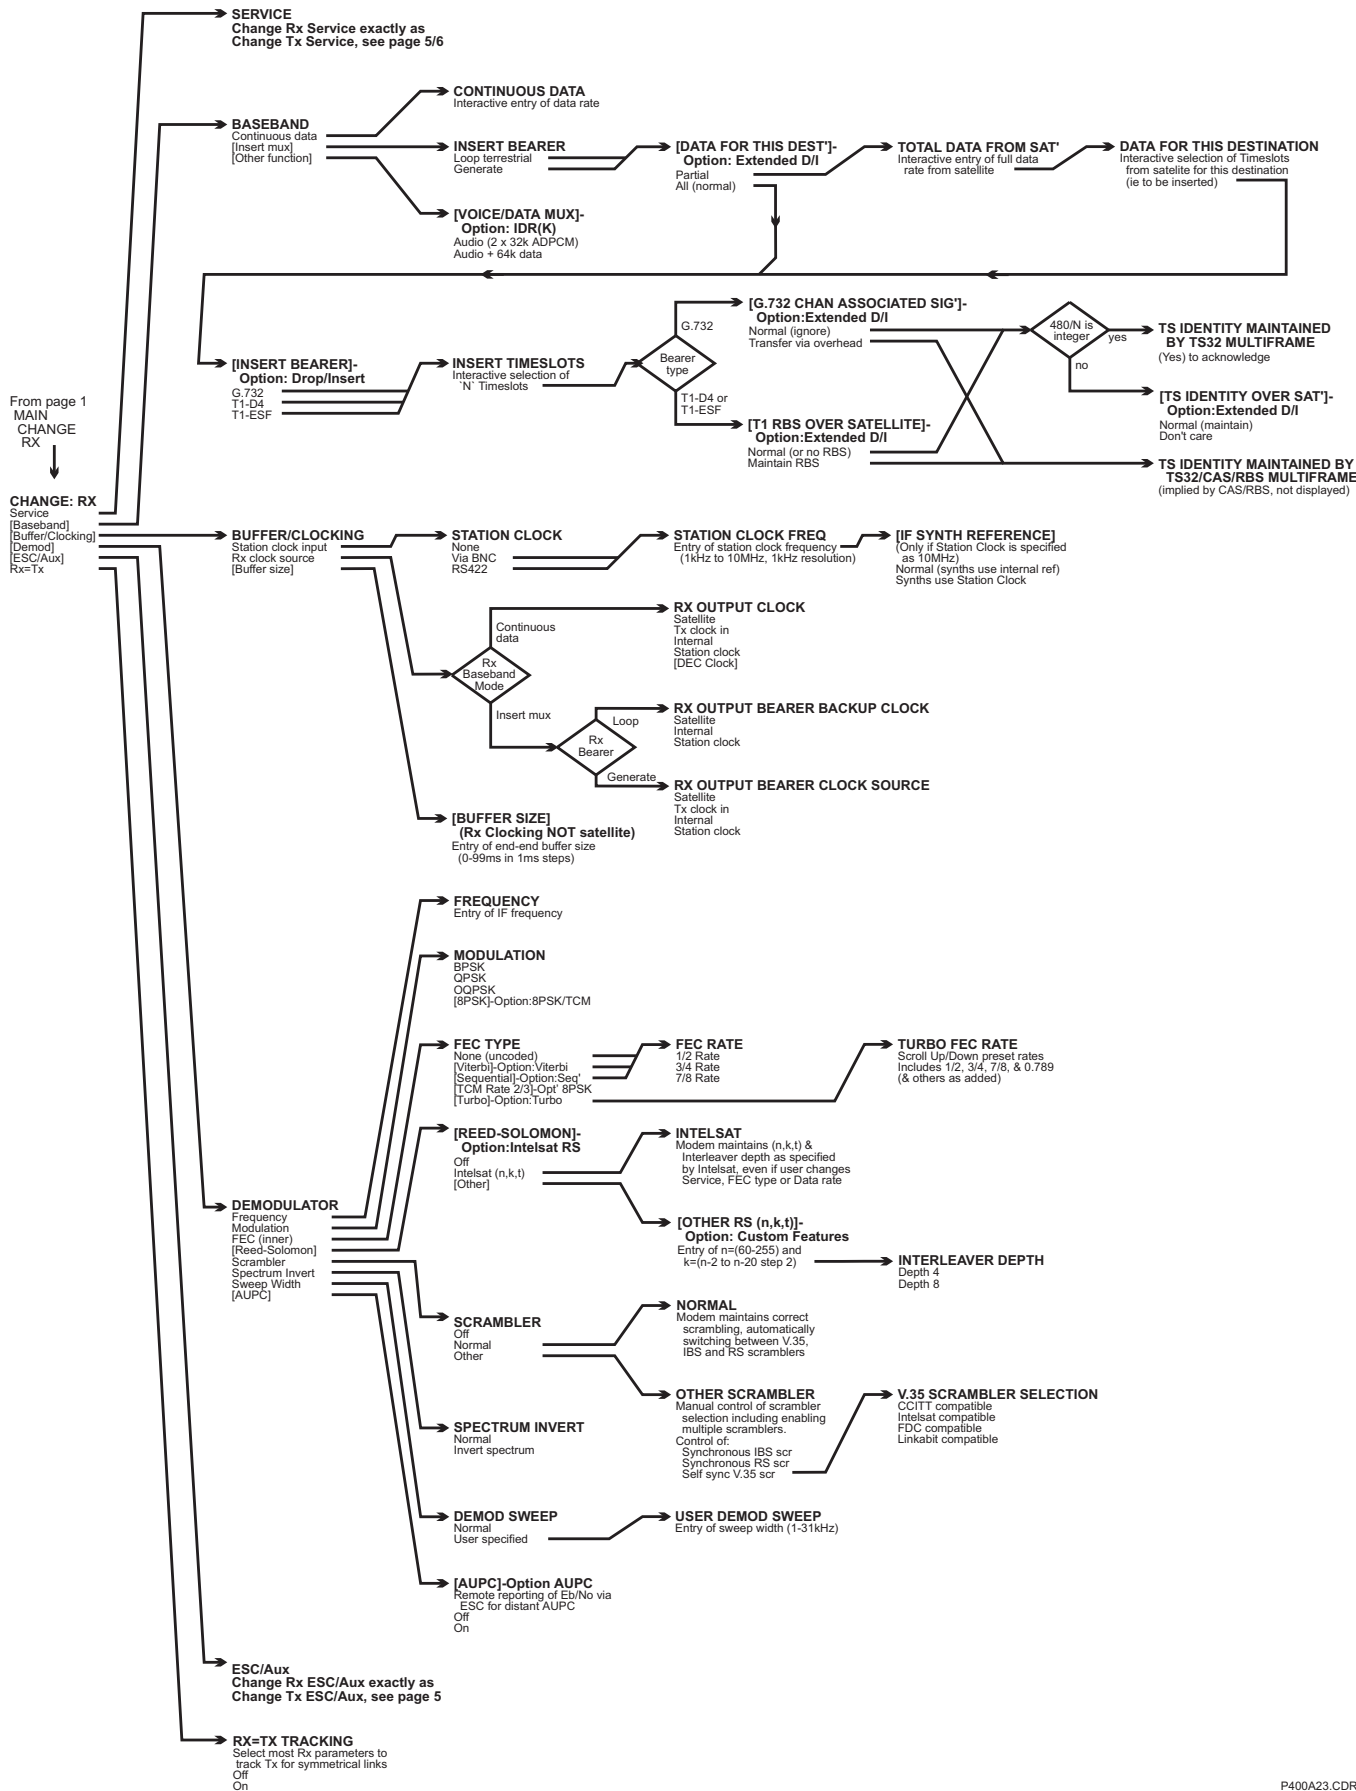 SERVICE
Change Rx Service exactly as
Change Tx Service, see page 5/6
CONTINUOUS DATA
Interactive entry of data rate
BASEBAND
Continuous data
[Insert mux]
[Other function]
INSERT BEARER
Loop terrestrial
Generate
[DATA FOR THIS DEST']-
Option: Extended D/I
Partial
All (normal)
TOTAL DATA FROM SAT'
Interactive entry of full data
rate from satellite
DATA FOR THIS DESTINATION
Interactive selection of Timeslots
from satelite for this destination
(ie to be inserted)
[VOICE/DATA MUX]-
Option: IDR(K)
Audio (2 x 32k ADPCM)
Audio + 64k data
[INSERT BEARER]-
Option: Drop/Insert
G.732
T1-D4
T1-ESF
INSERT TIMESLOTS
Interactive selection of
`N` Timeslots
G.732
Bearer
type
T1-D4 or
T1-ESF
[G.732 CHAN ASSOCIATED SIG']-
Option:Extended D/I
Normal (ignore)
Transfer via overhead
[T1 RBS OVER SATELLITE]-
Option:Extended D/I
Normal (or no RBS)
Maintain RBS
480/N is
integer
yes
no
TS IDENTITY MAINTAINED
BY TS32 MULTIFRAME
(Yes) to acknowledge
[TS IDENTITY OVER SAT']-
Option:Extended D/I
Normal (maintain)
Don't care
TS IDENTITY MAINTAINED BY
TS32/CAS/RBS MULTIFRAME
(implied by CAS/RBS, not displayed)
From page 1
MAIN
CHANGE
RX
CHANGE: RX
Service
[Baseband]
[Buffer/Clocking]
[Demod]
[ESC/Aux]
Rx=Tx
BUFFER/CLOCKING
Station clock input
Rx clock source
[Buffer size]
STATION CLOCK
None
Via BNC
RS422
STATION CLOCK FREQ
Entry of station clock frequency
(1kHz to 10MHz, 1kHz resolution)
[IF SYNTH REFERENCE]
(Only if Station Clock is specified
as 10MHz)
Normal (synths use internal ref)
Synths use Station Clock
Continuous
data
Rx
Baseband
Mode
Insert mux
RX OUTPUT CLOCK
Satellite
Tx clock in
Internal
Station clock
[DEC Clock]
Loop
Rx
Bearer
Generate
RX OUTPUT BEARER BACKUP CLOCK
Satellite
Internal
Station clock
RX OUTPUT BEARER CLOCK SOURCE
Satellite
Tx clock in
Internal
Station clock
[BUFFER SIZE]
(Rx Clocking NOT satellite)
Entry of end-end buffer size
(0-99ms in 1ms steps)
FREQUENCY
Entry of IF frequency
MODULATION
BPSK
QPSK
OQPSK
[8PSK]-Option:8PSK/TCM
FEC TYPE
None (uncoded)
[Viterbi]-Option:Viterbi
[Sequential]-Option:Seq'
[TCM Rate 2/3]-Opt' 8PSK
[Turbo]-Option:Turbo
FEC RATE
1/2 Rate
3/4 Rate
7/8 Rate
TURBO FEC RATE
Scroll Up/Down preset rates
Includes 1/2, 3/4, 7/8, & 0.789
(& others as added)
[REED-SOLOMON]-
Option:Intelsat RS
Off
Intelsat (n,k,t)
[Other]
INTELSAT
Modem maintains (n,k,t) &
Interleaver depth as specified
by Intelsat, even if user changes
Service, FEC type or Data rate
[OTHER RS (n,k,t)]-
Option: Custom Features
Entry of n=(60-255) and
k=(n-2 to n-20 step 2)
INTERLEAVER DEPTH
Depth 4
Depth 8
DEMODULATOR
Frequency
Modulation
FEC (inner)
[Reed-Solomon]
Scrambler
Spectrum Invert
Sweep Width
[AUPC]
SCRAMBLER
Off
Normal
Other
NORMAL
Modem maintains correct
scrambling, automatically
switching between V.35,
IBS and RS scramblers
OTHER SCRAMBLER
Manual control of scrambler
selection including enabling
multiple scramblers.
Control of:
Synchronous IBS scr
Synchronous RS scr
Self sync V.35 scr
V.35 SCRAMBLER SELECTION
CCITT compatible
Intelsat compatible
FDC compatible
Linkabit compatible
SPECTRUM INVERT
Normal
Invert spectrum
DEMOD SWEEP
Normal
User specified
USER DEMOD SWEEP
Entry of sweep width (1-31kHz)
[AUPC]-Option AUPC
Remote reporting of Eb/No via
ESC for distant AUPC
Off
On
ESC/Aux
Change Rx ESC/Aux exactly as
Change Tx ESC/Aux, see page 5
RX=TX TRACKING
Select most Rx parameters to
track Tx for symmetrical links
Off
On
P400A23.CDR